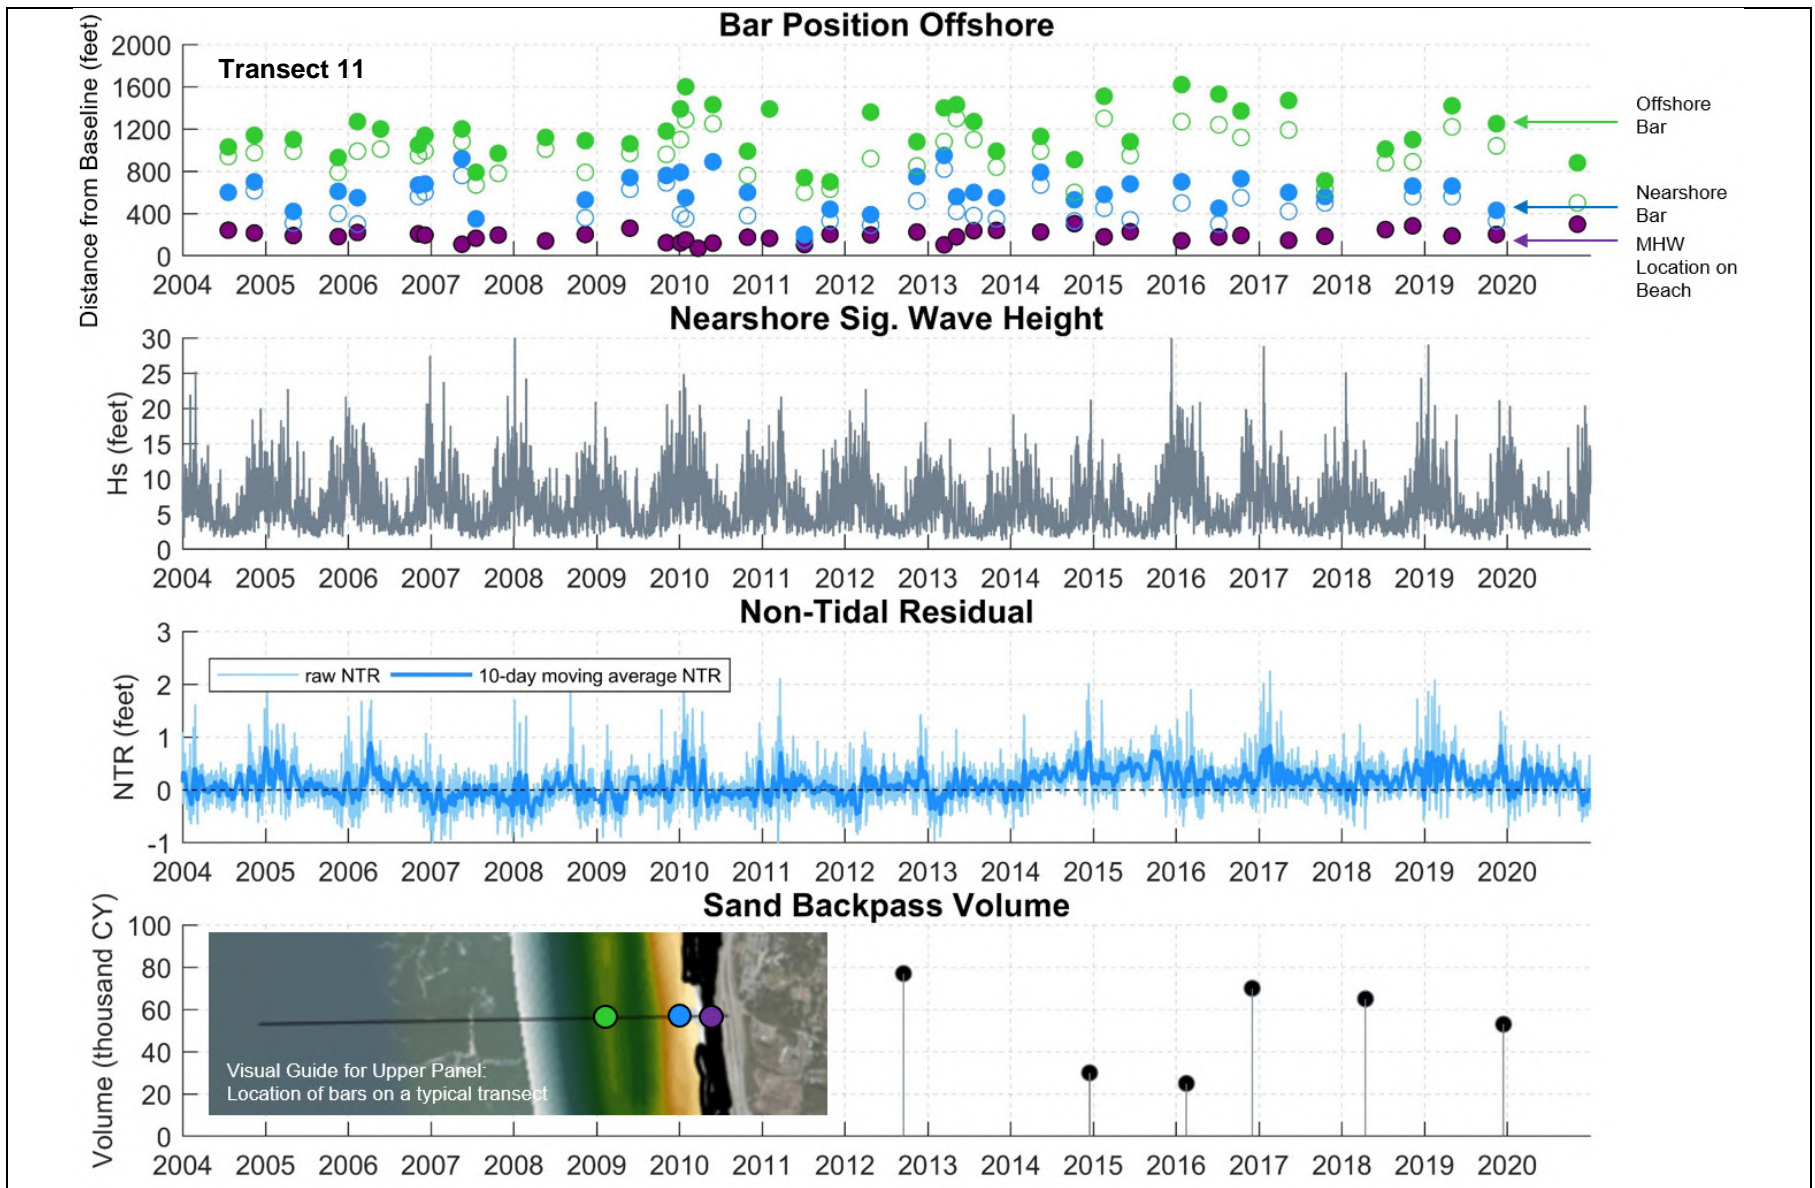 Bar Position Offshore
Distance from Baseline (feet)
2000
1600
1200
800
400
0
Transect 11
2004 2005 2006 2007 2008 2009 2010 2011 2012 2013 2014 2015 2016 2017 2018 2019 2020
Offshore
Bar
Nearshore
Bar
MHW
Location on
Beach
Nearshore Sig. Wave Height
Hs (feet)
30
25
20
15
10
5
0
2004 2005 2006 2007 2008 2009 2010 2011 2012 2013 2014 2015 2016 2017 2018 2019 2020
Non-Tidal Residual
NTR (feet)
3
2
1
0
-1
raw NTR 10-day moving average NTR
2004 2005 2006 2007 2008 2009 2010 2011 2012 2013 2014 2015 2016 2017 2018 2019 2020
Sand Backpass Volume
Volume (thousand CY)
100
80
60
40
20
0
Visual Guide for Upper Panel:
Location of bars on a typical transect
2004 2005 2006 2007 2008 2009 2010 2011 2012 2013 2014 2015 2016 2017 2018 2019 2020